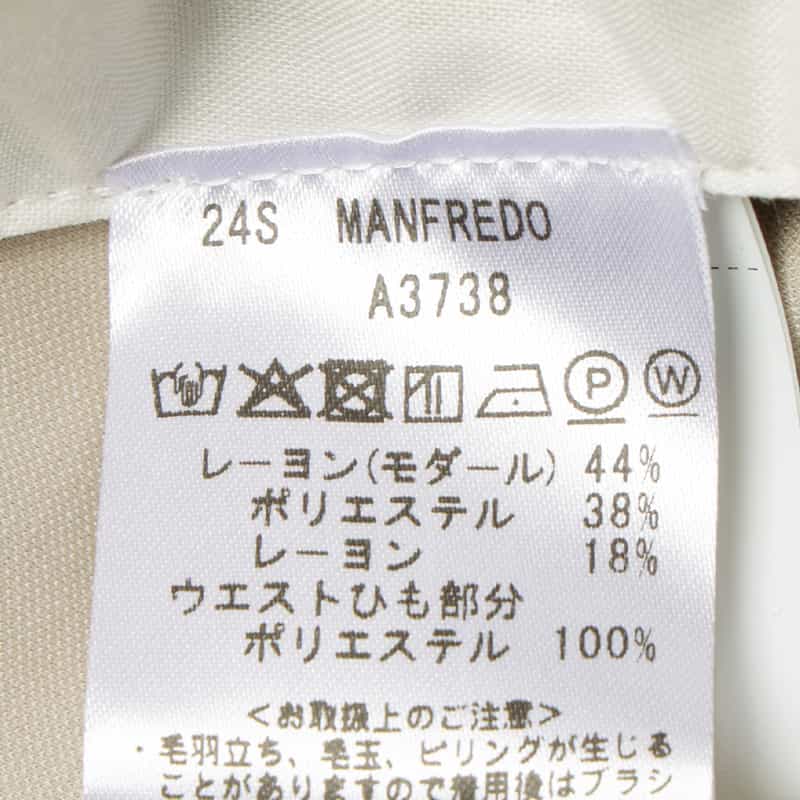 24S MANFREDO
A3738
P W
レーヨン(モダール) 44%
ポリエステル 38%
レーヨン 18%
ウエストひも部分
ポリエステル 100%
<お取扱上のご注意>
・毛羽立ち、毛玉、ピリングが生じる
ことがありますので着用後はブラシ